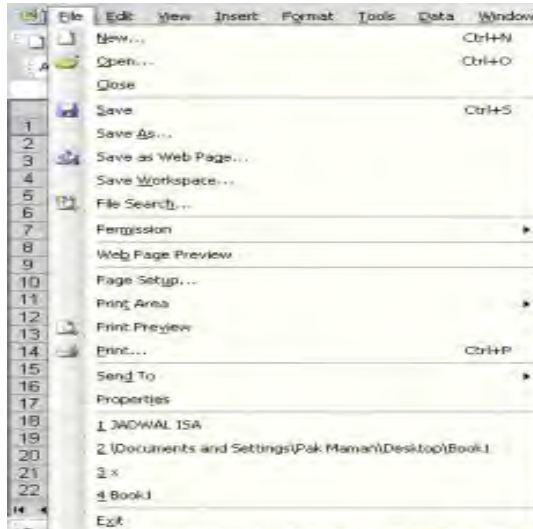 File Edit View Insert Format Tools Data Window
New... Ctrl+N
Open... Ctrl+O
Close
Save Ctrl+S
Save As...
Save as Web Page...
Save Workspace...
File Search...
Permission
Web Page Preview
Page Setup...
Print Area
Print Preview
Print... Ctrl+P
Send To
Properties
1 JADWAL ISA
2 \Documents and Settings\Pak Maman\Desktop\Book1
3 x
4 Book1
Exit
1
2
3
4
5
6
7
8
9
10
11
12
13
14
15
16
17
18
19
20
21
22